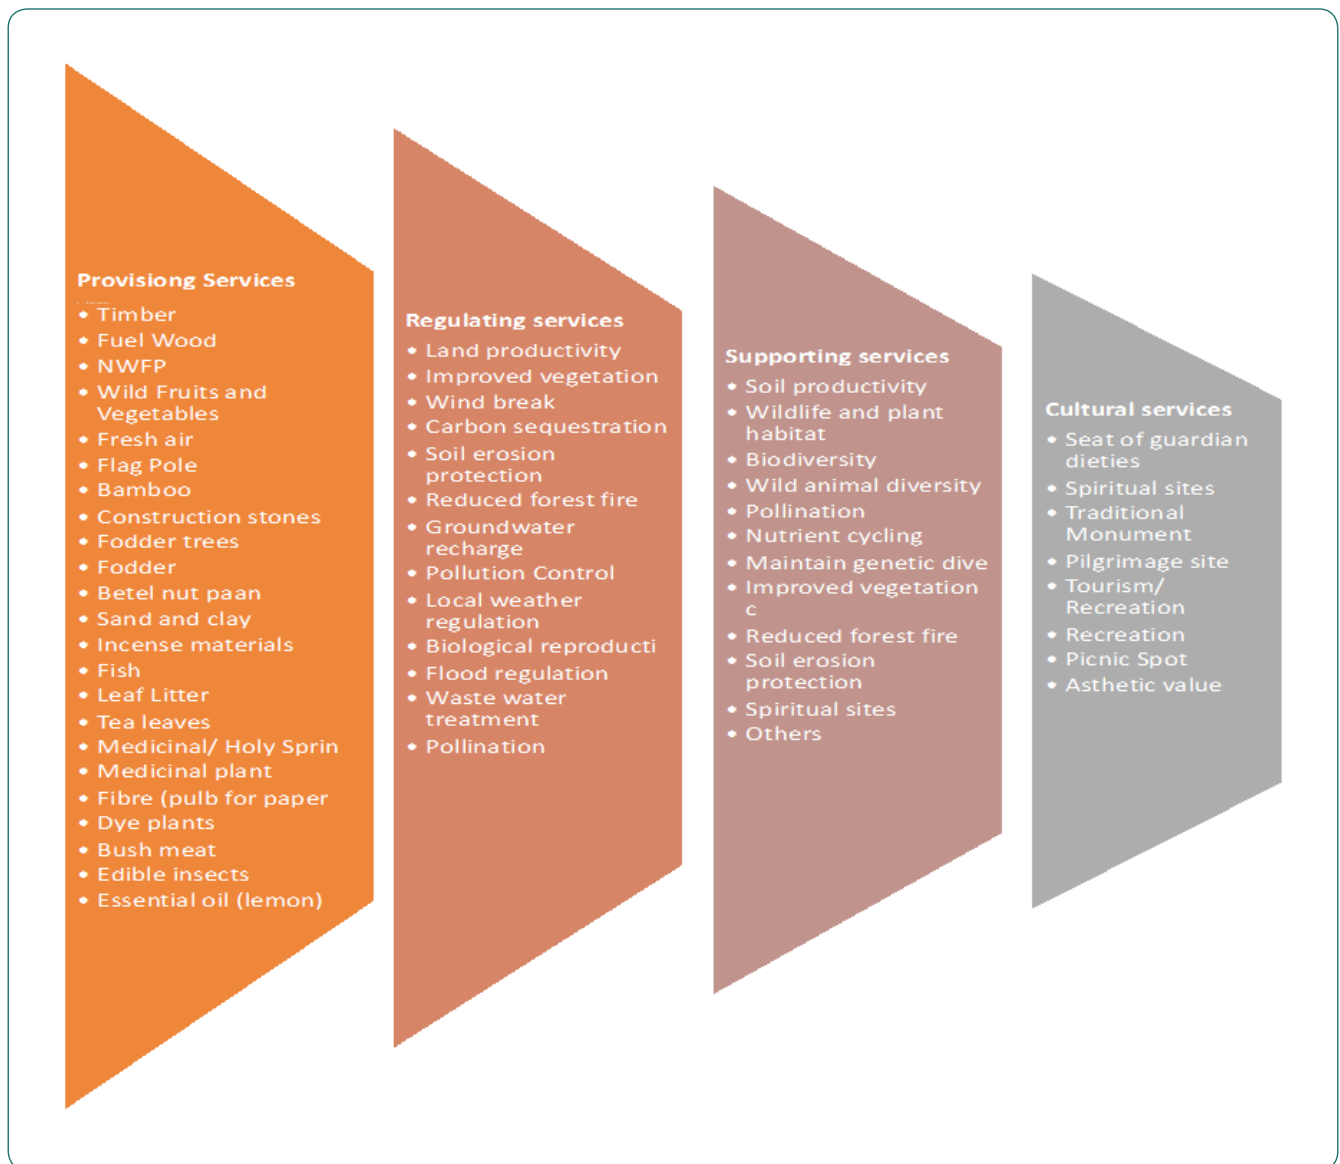 Provisiong Services
• Timber
• Fuel Wood
• NWFP
• Wild Fruits and
Vegetables
• Fresh air
• Flag Pole
• Bamboo
• Construction stones
• Fodder trees
• Fodder
• Betel nut paan
• Sand and clay
• Incense materials
• Fish
• Leaf Litter
• Tea leaves
• Medicinal/ Holy Sprin
• Medicinal plant
• Fibre (pulb for paper
• Dye plants
• Bush meat
• Edible insects
• Essential oil (lemon)
Regulating services
• Land productivity
• Improved vegetation
• Wind break
• Carbon sequestration
• Soil erosion
protection
• Reduced forest fire
• Groundwater
recharge
• Pollution Control
• Local weather
regulation
• Biological reproducti
• Flood regulation
• Waste water
treatment
• Pollination
Supporting services
• Soil productivity
• Wildlife and plant
habitat
• Biodiversity
• Wild animal diversity
• Pollination
• Nutrient cycling
• Maintain genetic dive
• Improved vegetation
c
• Reduced forest fire
• Soil erosion
protection
• Spiritual sites
• Others
Cultural services
• Seat of guardian
dieties
• Spiritual sites
• Traditional
Monument
• Pilgrimage site
• Tourism/
Recreation
• Recreation
• Picnic Spot
• Asthetic value